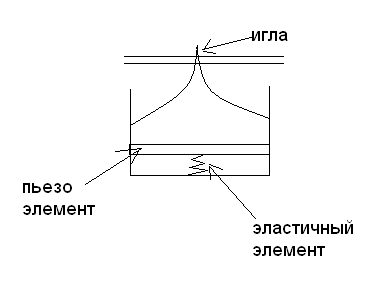 игла
пьезо
элемент
эластичный
элемент